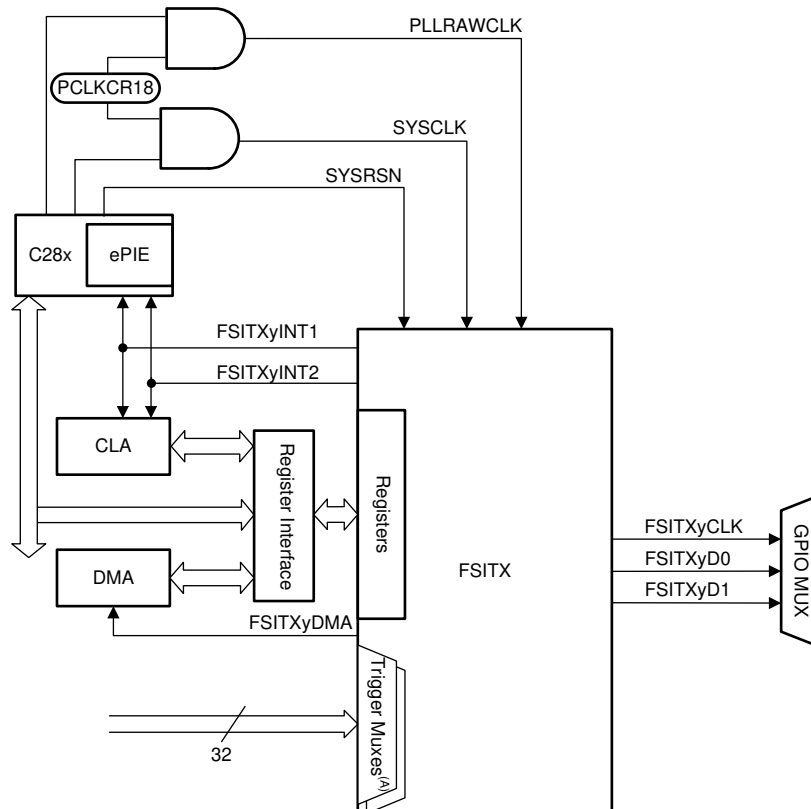 PLLRAWCLK
PCLKCR18
SYSCLK
SYSRSN
C28x
ePIE
FSITXyINT1
FSITXyINT2
CLA
Register Interface
Registers
FSITX
FSITXyCLK
FSITXyD0
FSITXyD1
GPIO MUX
DMA
FSITXyDMA
Trigger Muxes(A)
32